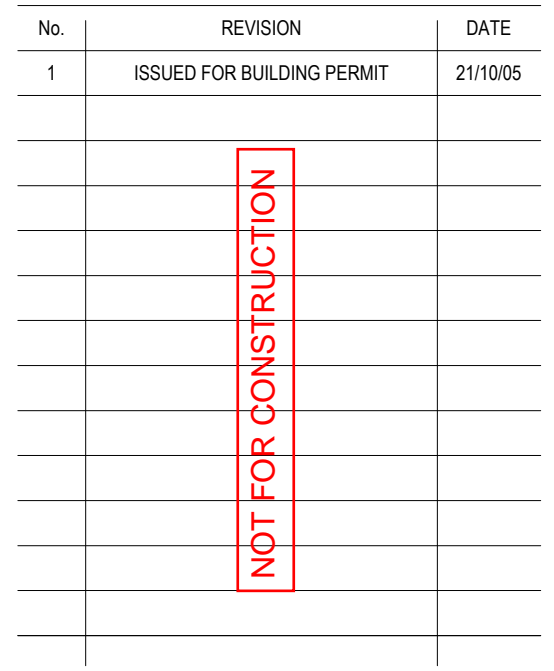 No. REVISION DATE
1 ISSUED FOR BUILDING PERMIT 21/10/05
NOT FOR CONSTRUCTION